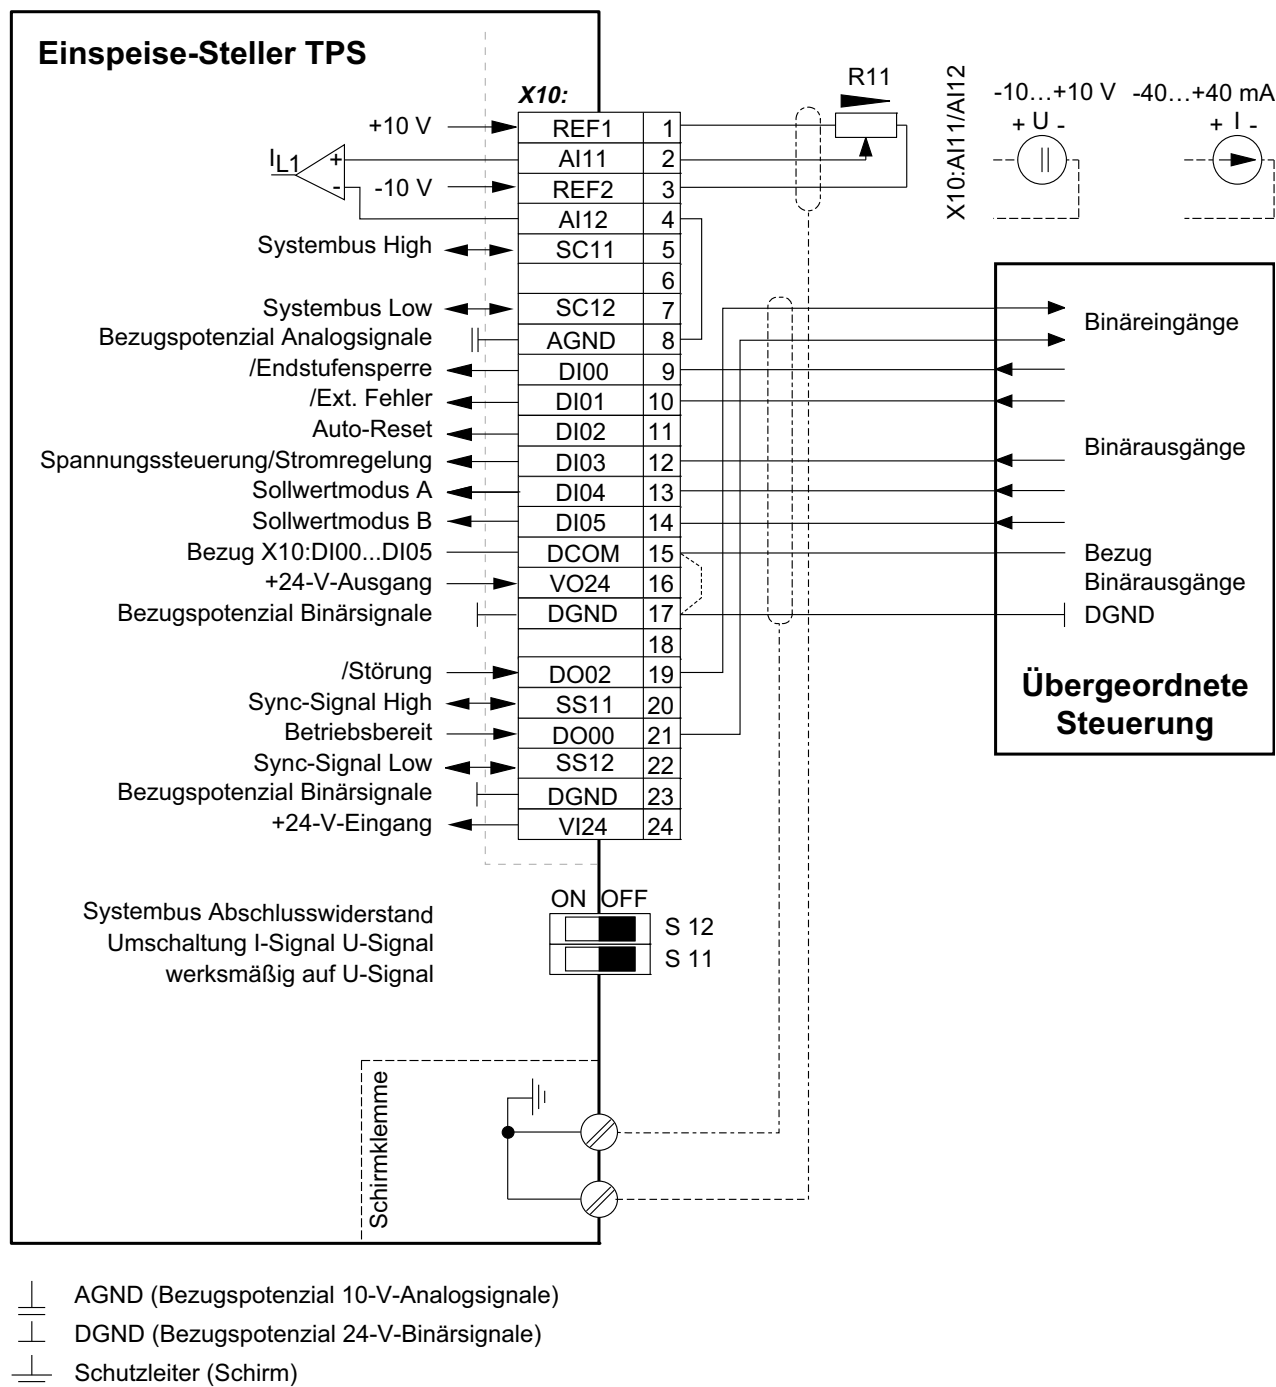 Einspeise-Steller TPS
X10:
R11
X10:AI11/AI12
-10…+10 V
-40…+40 mA
+ U -
+ I -
IL1
+
-
+10 V REF1 1
AI11 2
-10 V REF2 3
AI12 4
Systembus High SC11 5
6
Systembus Low SC12 7
Bezugspotenzial Analogsignale AGND 8
/Endstufensperre DI00 9
/Ext. Fehler DI01 10
Auto-Reset DI02 11
Spannungssteuerung/Stromregelung DI03 12
Sollwertmodus A DI04 13
Sollwertmodus B DI05 14
Bezug X10:DI00...DI05 DCOM 15
+24-V-Ausgang VO24 16
Bezugspotenzial Binärsignale DGND 17
18
/Störung DO02 19
Sync-Signal High SS11 20
Betriebsbereit DO00 21
Sync-Signal Low SS12 22
Bezugspotenzial Binärsignale DGND 23
+24-V-Eingang VI24 24
Binäreingänge
Binärausgänge
Bezug
Binärausgänge
DGND
Übergeordnete
Steuerung
ON OFF
Systembus Abschlusswiderstand S 12
Umschaltung I-Signal U-Signal S 11
werksmäßig auf U-Signal
Schirmklemme
AGND (Bezugspotenzial 10-V-Analogsignale)
DGND (Bezugspotenzial 24-V-Binärsignale)
Schutzleiter (Schirm)